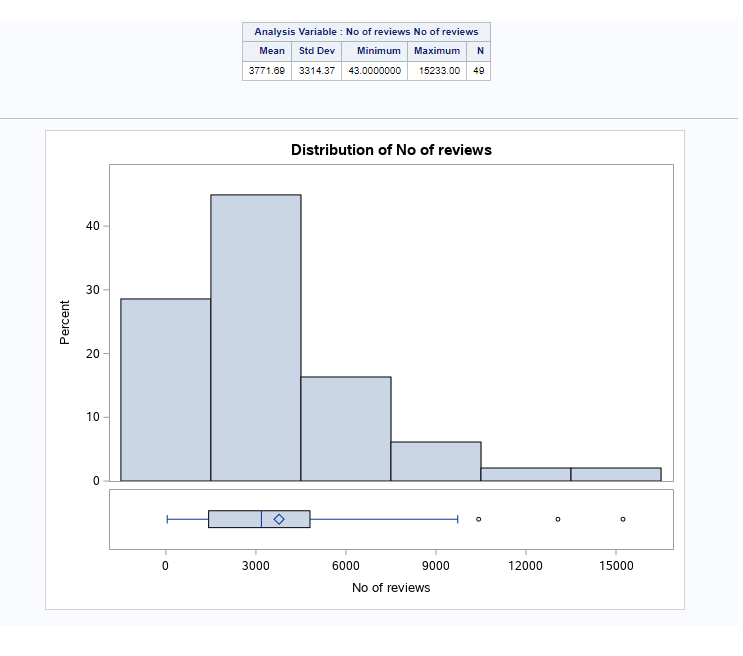 Analysis Variable : No of reviews No of reviews
Mean Std Dev Minimum Maximum N
3771.69 3314.37 43.0000000 15233.00 49
Distribution of No of reviews
40
30
20
10
0
Percent
0 3000 6000 9000 12000 15000
No of reviews